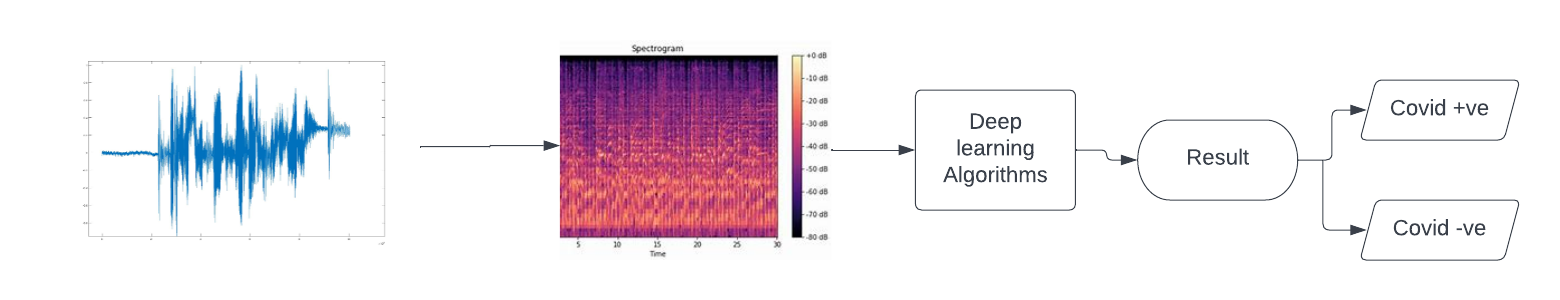 Spectrogram
+0 dB
-10 dB
-20 dB
-30 dB
-40 dB
-50 dB
-60 dB
-70 dB
-80 dB
5 10 15 20 25 30
Time
Deep
learning
Algorithms
Result
Covid +ve
Covid -ve